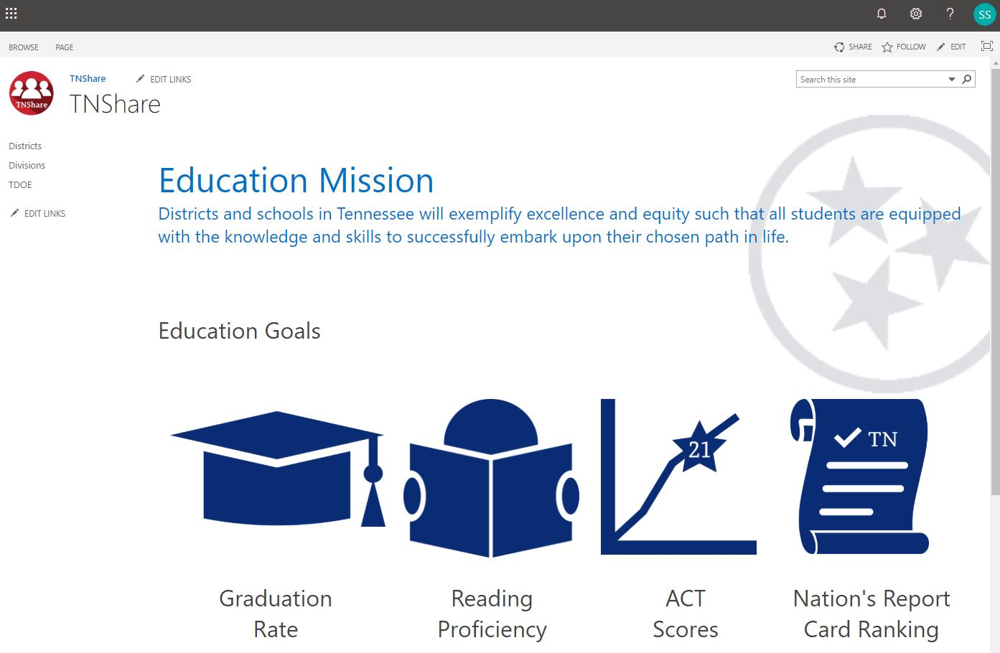 SS
BROWSE PAGE SHARE FOLLOW EDIT
TNShare
TNShare EDIT LINKS
TNShare
Search this site
Districts
Divisions
TDOE
EDIT LINKS
Education Mission
Districts and schools in Tennessee will exemplify excellence and equity such that all students are equipped
with the knowledge and skills to successfully embark upon their chosen path in life.
Education Goals
21
TN
Graduation
Rate
Reading
Proficiency
ACT
Scores
Nation's Report
Card Ranking